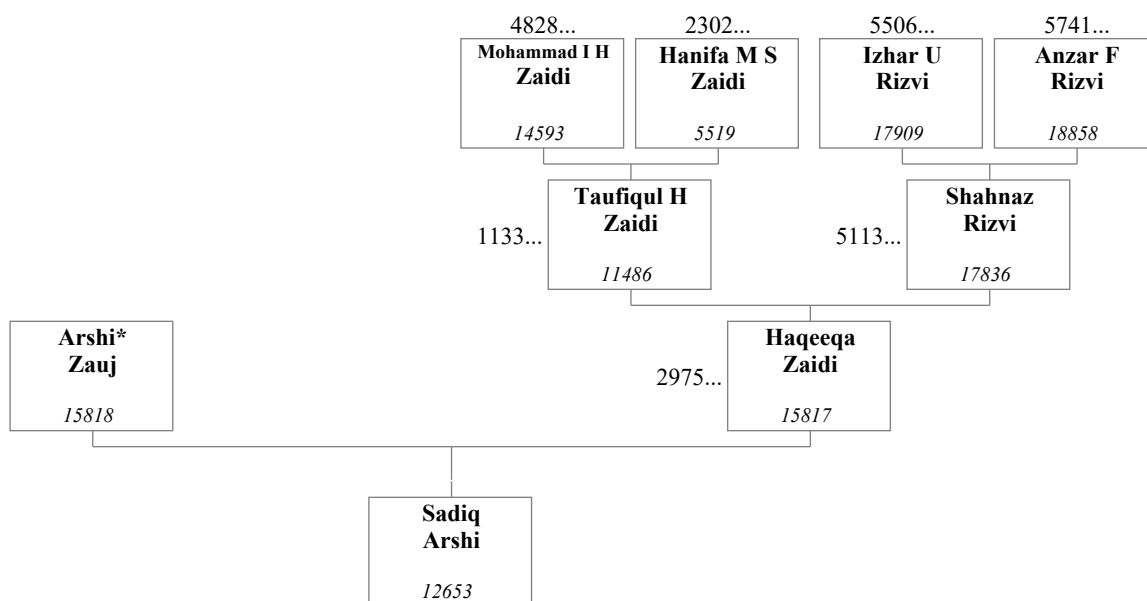 4828... 2302... 5506... 5741...
Mohammad I H
Zaidi
14593
Hanifa M S
Zaidi
5519
Izhar U
Rizvi
17909
Anzar F
Rizvi
18858
1133...
Taufiqul H
Zaidi
11486
5113...
Shahnaz
Rizvi
17836
Arshi*
Zauj
15818
2975...
Haqeeqa
Zaidi
15817
Sadiq
Arshi
12653